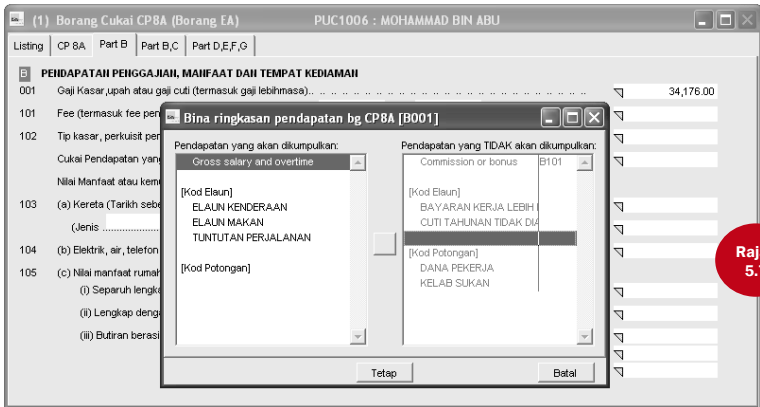 (1) Borang Cukai CP8A (Borang EA) PUC1006 : MOHAMMAD BIN ABU
Listing CP 8A Part B Part B,C Part D,E,F,G
B PENDAPATAN PENGGAJIAN, MANFAAT DAN TEMPAT KEDIAMAN
001 Gaji Kasar,upah atau gaji cuti (termasuk gaji lebihmasa).. 34,176.00
101 Fee (termasuk fee pen
102 Tip kasar, perkuisit per
Cukai Pendapatan yan
Nilai Manfaat atau kem
103 (a) Kereta (Tarikh sebe
(Jenis
104 (b) Elektrik, air, telefon
105 (c) Nilai manfaat rumah
(i) Separuh lengk
(ii) Lengkap deng
(iii) Butiran berasi
Bina ringkasan pendapatan bg CP8A [B001]
Pendapatan yang akan dikumpulkan:
Gross salary and overtime
[Kod Elaun]
ELAUN KENDERAAN
ELAUN MAKAN
TUNTUTAN PERJALANAN
[Kod Potongan]
Pendapatan yang TIDAK akan dikumpulkan:
Commission or bonus B101
[Kod Elaun]
BAYARAN KERJA LEBIH
CUTI TAHUNAN TIDAK DIA
[Kod Potongan]
DANA PEKERJA
KELAB SUKAN
Tetap Batal
Raj
5.